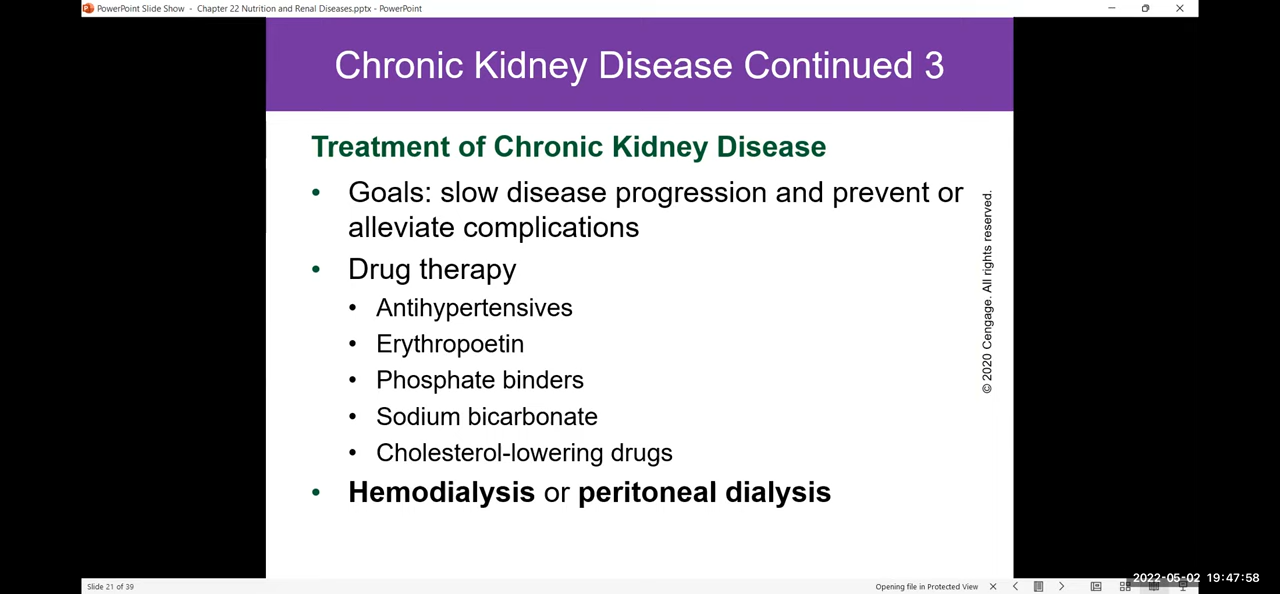 PowerPoint Slide Show - Chapter 22 Nutrition and Renal Diseases.pptx - PowerPoint
Chronic Kidney Disease Continued 3
Treatment of Chronic Kidney Disease
• Goals: slow disease progression and prevent or
alleviate complications
• Drug therapy
• Antihypertensives
• Erythropoetin
• Phosphate binders
• Sodium bicarbonate
• Cholesterol-lowering drugs
• Hemodialysis or peritoneal dialysis
© 2020 Cengage. All rights reserved.
Slide 21 of 39
Opening file in Protected View
2022-05-02 19:47:58